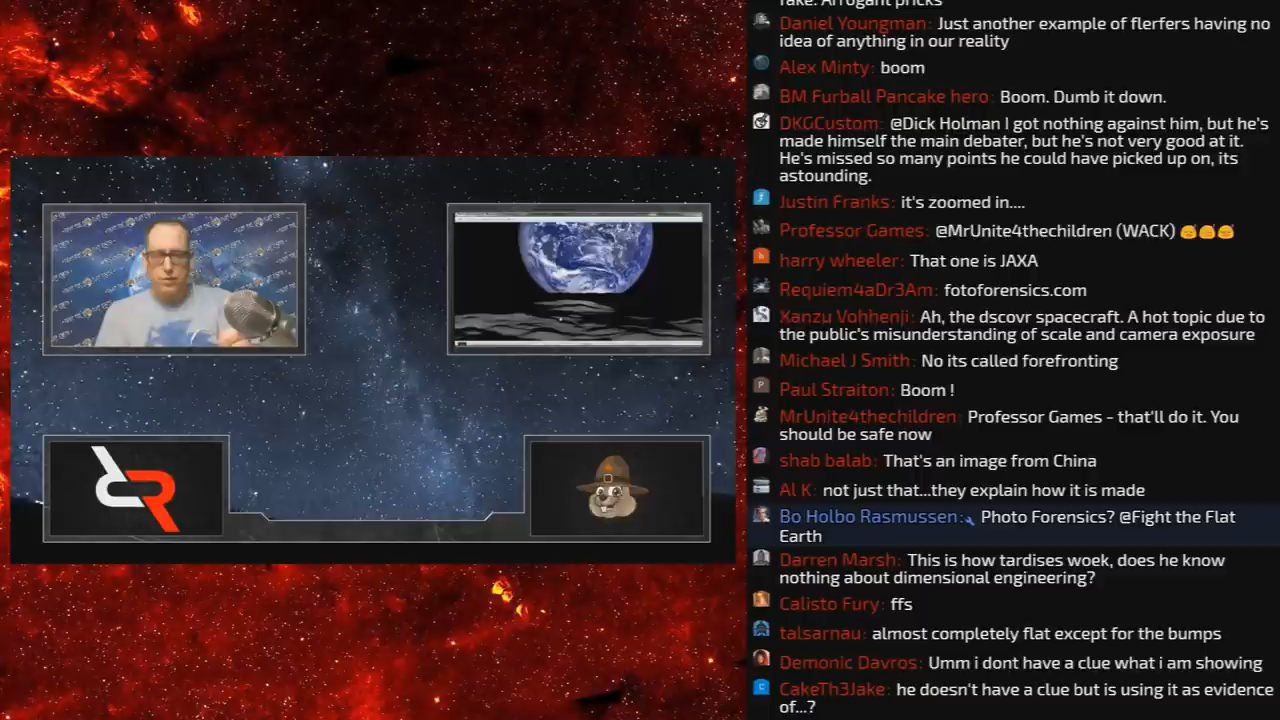 fake. Arrogant pricks
Daniel Youngman: Just another example of flerfers having no
idea of anything in our reality
Alex Minty: boom
BM Furball Pancake hero: Boom. Dumb it down.
DKGCustom: @Dick Holman I got nothing against him, but he's
made himself the main debater, but he's not very good at it.
He's missed so many points he could have picked up on, its
astounding.
Justin Franks: it's zoomed in....
Professor Games: @MrUnite4thechildren (WACK)
harry wheeler: That one is JAXA
Requiem4aDr3Am: fotoforensics.com
Xanzu Vohhenji: Ah, the dscovr spacecraft. A hot topic due to
the public's misunderstanding of scale and camera exposure
Michael J Smith: No its called forefronting
Paul Straiton: Boom !
MrUnite4thechildren: Professor Games - that'll do it. You
should be safe now
shab balab: That's an image from China
Al K: not just that...they explain how it is made
Bo Holbo Rasmussen: Photo Forensics? @Fight the Flat
Earth
Darren Marsh: This is how tardises woek, does he know
nothing about dimensional engineering?
Calisto Fury: ffs
talsarnau: almost completely flat except for the bumps
Demonic Davros: Umm i dont have a clue what i am showing
CakeTh3Jake: he doesn't have a clue but is using it as evidence
of...?